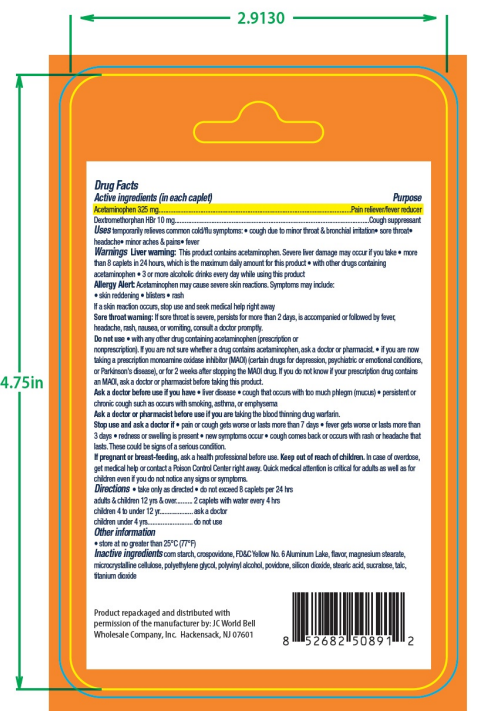 2.9130
4.75in
Drug Facts
Active ingredients (in each caplet) Purpose
Acetaminophen 325 mg........Pain reliever/fever reducer
Dextromethorphan HBr 10 mg........Cough suppressant
Uses temporarily relieves common cold/flu symptoms: • cough due to minor throat & bronchial irritation• sore throat•
headache• minor aches & pains• fever
Warnings Liver warning: This product contains acetaminophen. Severe liver damage may occur if you take • more
than 8 caplets in 24 hours, which is the maximum daily amount for this product • with other drugs containing
acetaminophen • 3 or more alcoholic drinks every day while using this product
Allergy Alert: Acetaminophen may cause severe skin reactions. Symptoms may include:
• skin reddening • blisters • rash
If a skin reaction occurs, stop use and seek medical help right away
Sore throat warning: If sore throat is severe, persists for more than 2 days, is accompanied or followed by fever,
headache, rash, nausea, or vomiting, consult a doctor promptly.
Do not use • with any other drug containing acetaminophen (prescription or
nonprescription). If you are not sure whether a drug contains acetaminophen, ask a doctor or pharmacist. • if you are now
taking a prescription monoamine oxidase inhibitor (MAOI) (certain drugs for depression, psychiatric or emotional conditions,
or Parkinson's disease), or for 2 weeks after stopping the MAOI drug. If you do not know if your prescription drug contains
an MAOI, ask a doctor or pharmacist before taking this product.
Ask a doctor before use if you have • liver disease • cough that occurs with too much phlegm (mucus) • persistent or
chronic cough such as occurs with smoking, asthma, or emphysema
Ask a doctor or pharmacist before use if you are taking the blood thinning drug warfarin.
Stop use and ask a doctor if • pain or cough gets worse or lasts more than 7 days • fever gets worse or lasts more than
3 days • redness or swelling is present • new symptoms occur • cough comes back or occurs with rash or headache that
lasts. These could be signs of a serious condition.
If pregnant or breast-feeding, ask a health professional before use. Keep out of reach of children. In case of overdose,
get medical help or contact a Poison Control Center right away. Quick medical attention is critical for adults as well as for
children even if you do not notice any signs or symptoms.
Directions • take only as directed • do not exceed 8 caplets per 24 hrs
adults & children 12 yrs & over.......... 2 caplets with water every 4 hrs
children 4 to under 12 yr.................... ask a doctor
children under 4 yrs.......................... do not use
Other information
• store at no greater than 25°C (77°F)
Inactive ingredients corn starch, crospovidone, FD&C Yellow No. 6 Aluminum Lake, flavor, magnesium stearate,
microcrystalline cellulose, polyethylene glycol, polyvinyl alcohol, povidone, silicon dioxide, stearic acid, sucralose, talc,
titanium dioxide
Product repackaged and distributed with
permission of the manufacturer by: JC World Bell
Wholesale Company, Inc. Hackensack, NJ 07601
8 52682 50891 2